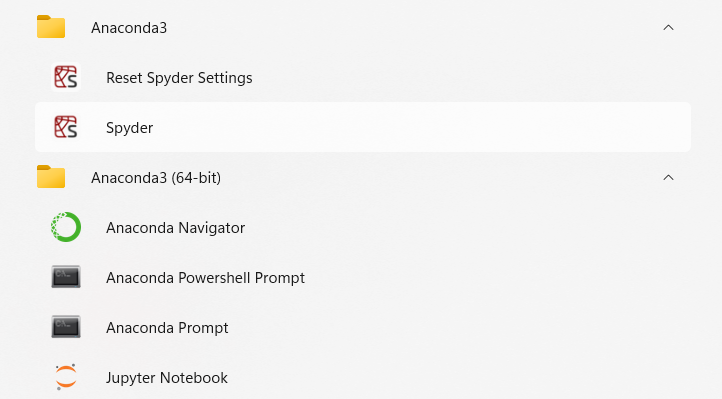 Anaconda3
Reset Spyder Settings
Spyder
Anaconda3 (64-bit)
Anaconda Navigator
Anaconda Powershell Prompt
Anaconda Prompt
Jupyter Notebook